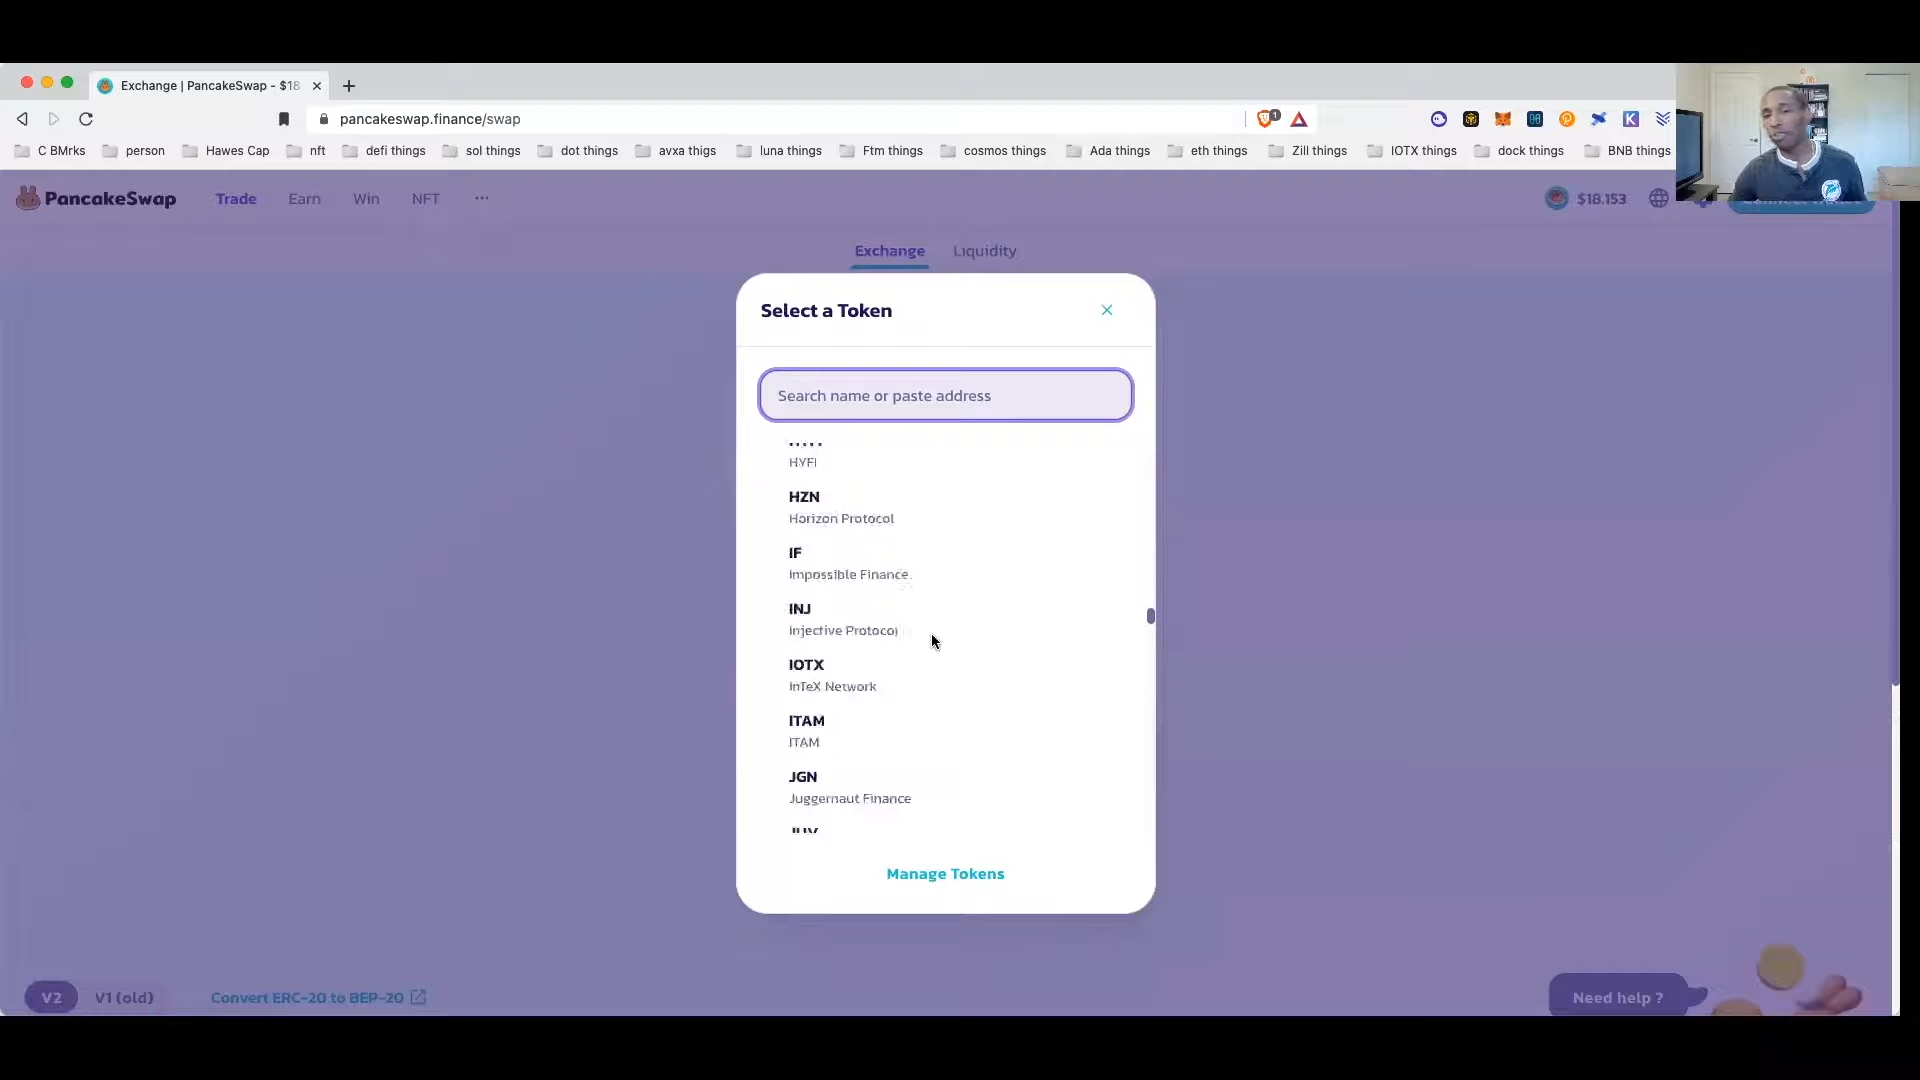 Exchange | PancakeSwap - $18
pancakeswap.finance/swap
1
C BMrks person Hawes Cap nft defi things sol things dot things avxa thigs luna things Ftm things cosmos things Ada things eth things Zill things IOTX things dock things BNB things
PancakeSwap Trade Earn Win NFT ... $18.153
Exchange Liquidity
Select a Token
Search name or paste address
HYFI
HZN
Horizon Protocol
IF
Impossible Finance
INJ
Injective Protocol
IOTX
IoTeX Network
ITAM
ITAM
JGN
Juggernaut Finance
Manage Tokens
V2 V1 (old) Convert ERC-20 to BEP-20
Need help ?